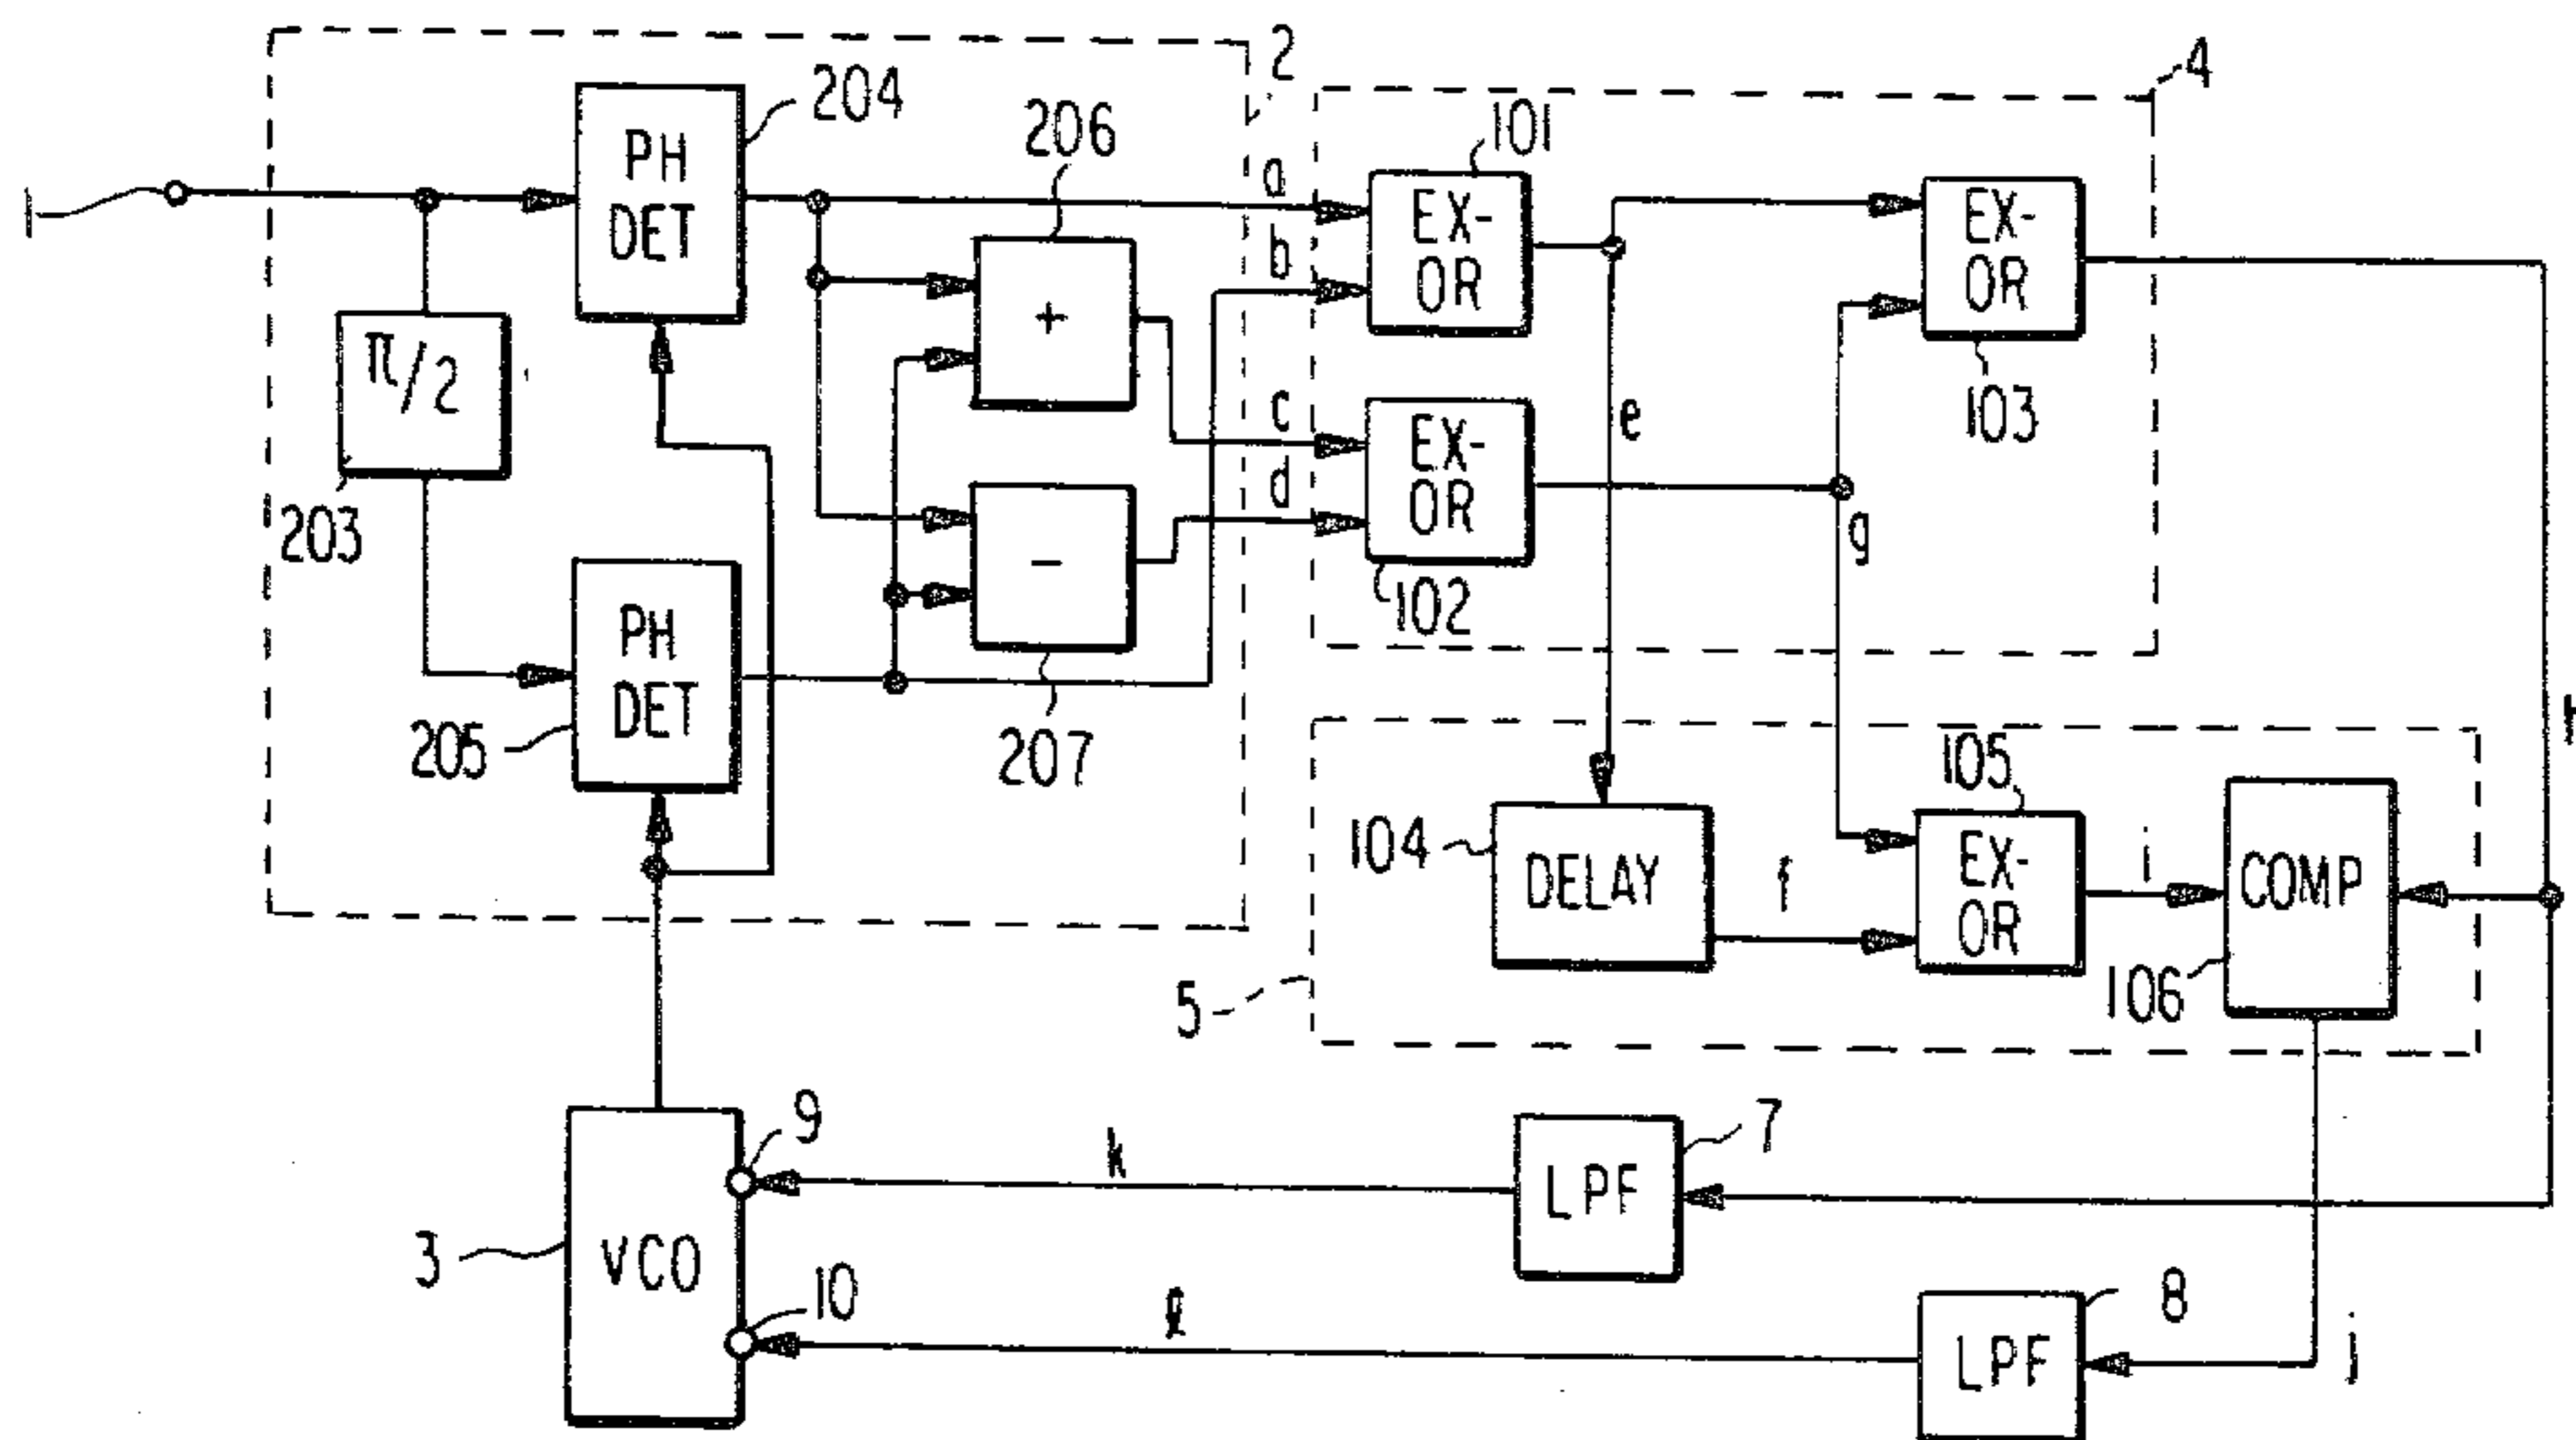 1
2
4
PH
DET
204
206
a
101
EX-
OR
EX-
OR
103
b
+
π/2
203
c
EX-
OR
102
d
e
g
-
207
PH
DET
205
105
104
DELAY
f
EX-
OR
i
COMP
106
5
9
k
LPF
7
3
VCO
10
ℓ
LPF
8
j